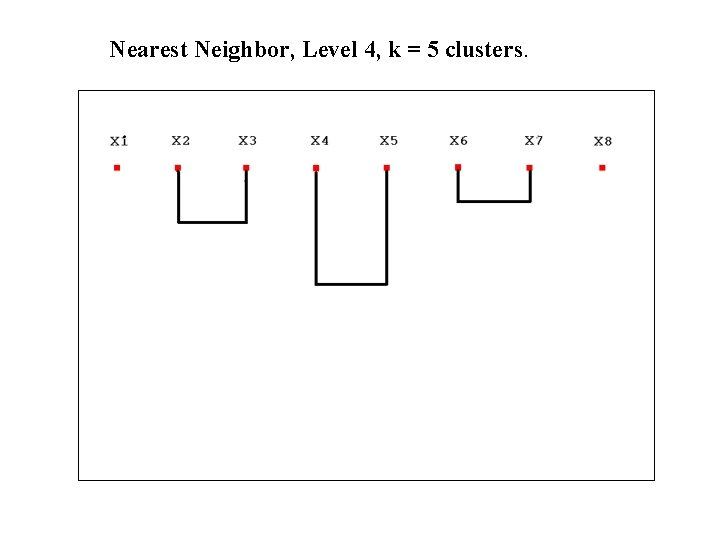 Nearest Neighbor, Level 4, k = 5 clusters.
X1 X2 X3 X4 X5 X6 X7 X8